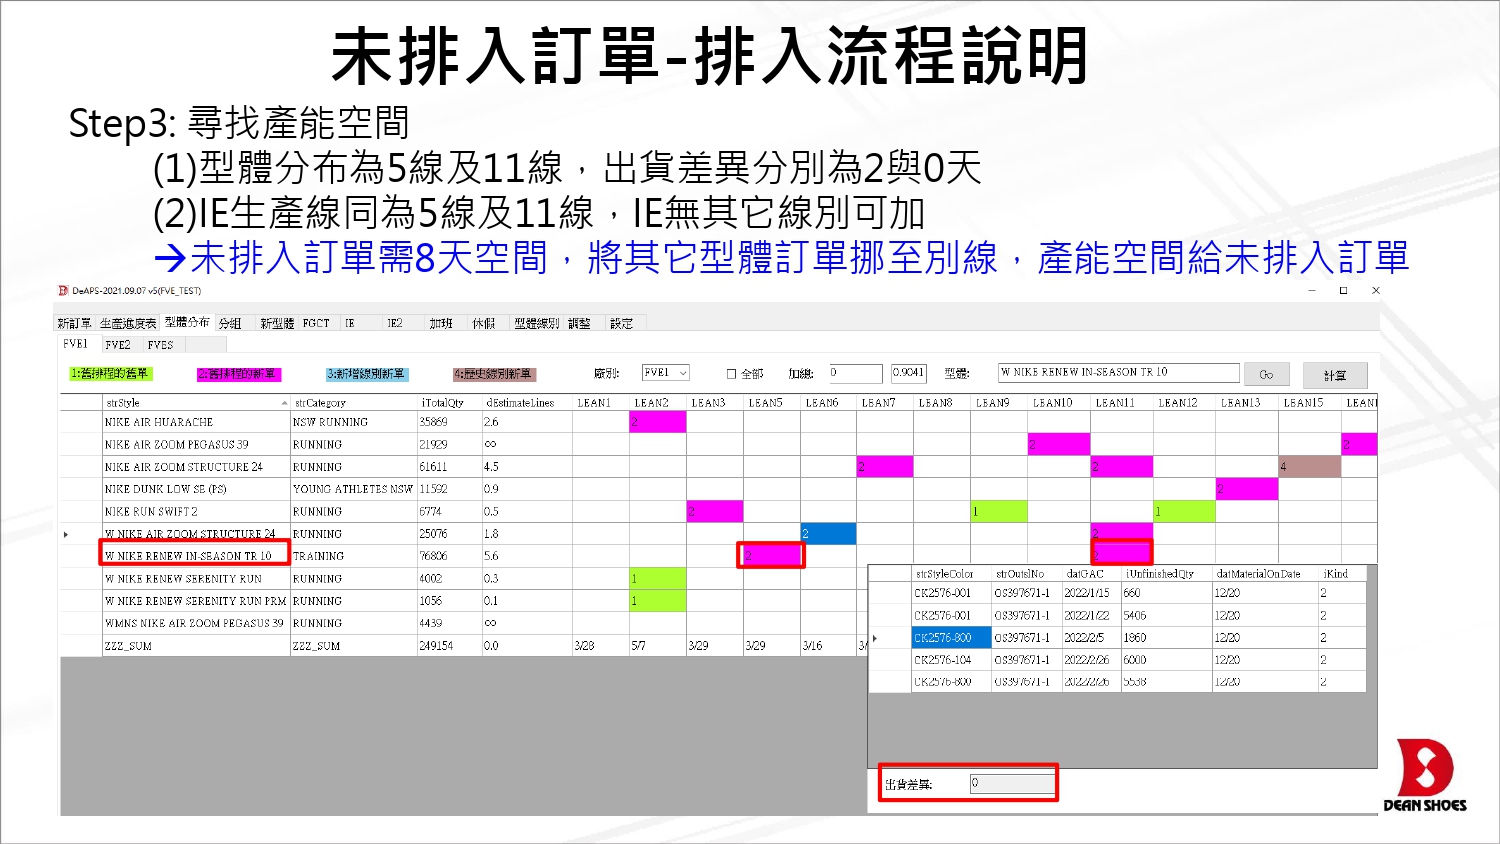 未排入訂單-排入流程說明
Step3: 尋找產能空間
(1)型體分布為5線及11線，出貨差異分別為2與0天
(2)IE生產線同為5線及11線，IE無其它線別可加
→未排入訂單需8天空間，將其它型體訂單挪至別線，產能空間給未排入訂單
DeAPS-2021.09.07 v5(FVE_TEST)
新訂單 生產進度表 型體分布 分組 新型體 FGCT IE IE2 加班 休假 型體線別 調整 設定
FVE1 FVE2 FVES
1:舊排程的舊單 2:舊排程的新單 3:新增線別新單 4:歷史線別新單 廠別: FVE1 全部 加總: 0 0.9041 型體: W NIKE RENEW IN-SEASON TR 10 Go 計算
strStyle strCategory iTotalQty dEstimateLines LEAN1 LEAN2 LEAN3 LEAN5 LEAN6 LEAN7 LEAN8 LEAN9 LEAN10 LEAN11 LEAN12 LEAN13 LEAN15 LEAN1
NIKE AIR HUARACHE NSW RUNNING 35869 2.6 2
NIKE AIR ZOOM PEGASUS 39 RUNNING 21929 ∞ 2 2
NIKE AIR ZOOM STRUCTURE 24 RUNNING 61611 4.5 2 2 4
NIKE DUNK LOW SE (PS) YOUNG ATHLETES NSW 11592 0.9 2
NIKE RUN SWIFT 2 RUNNING 6774 0.5 2 1 1
W NIKE AIR ZOOM STRUCTURE 24 RUNNING 25076 1.8 2 2
W NIKE RENEW IN-SEASON TR 10 TRAINING 76806 5.6 2 2
W NIKE RENEW SERENITY RUN RUNNING 4002 0.3 1
W NIKE RENEW SERENITY RUN PRM RUNNING 1056 0.1 1
WMNS NIKE AIR ZOOM PEGASUS 39 RUNNING 4439 ∞
ZZZ_SUM ZZZ_SUM 249154 0.0 3/28 5/7 3/29 3/29 3/16 3/
strStyleColor strOutslNo datGAC iUnfinishedQty datMaterialOnDate iKind
CK2576-001 OS397671-1 2022/1/15 660 12/20 2
CK2576-001 OS397671-1 2022/1/22 5406 12/20 2
CK2576-800 OS397671-1 2022/2/5 1860 12/20 2
CK2576-104 OS397671-1 2022/2/26 6000 12/20 2
CK2576-800 OS397671-1 2022/2/26 5538 12/20 2
出貨差異: 0
DEAN SHOES